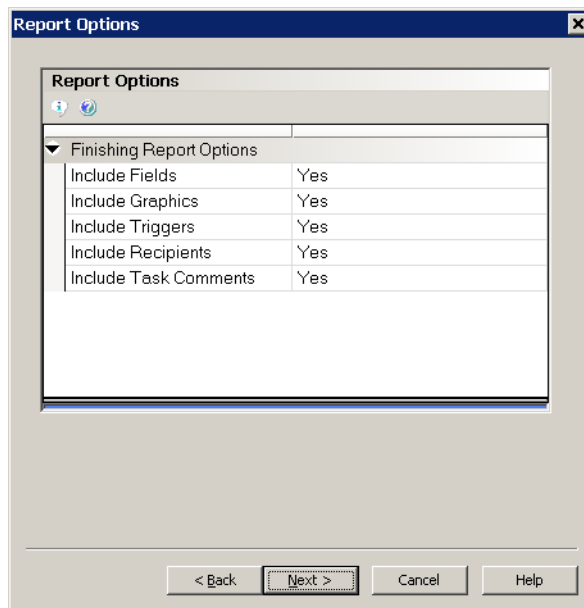 Report Options
Report Options
Finishing Report Options
Include Fields Yes
Include Graphics Yes
Include Triggers Yes
Include Recipients Yes
Include Task Comments Yes
< Back Next > Cancel Help